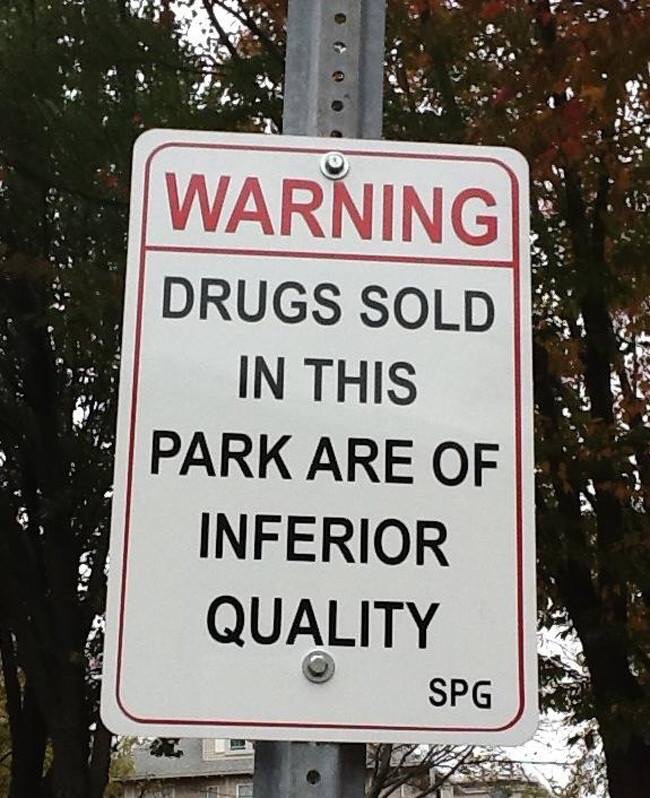 WARNING
DRUGS SOLD
IN THIS
PARK ARE OF
INFERIOR
QUALITY
SPG